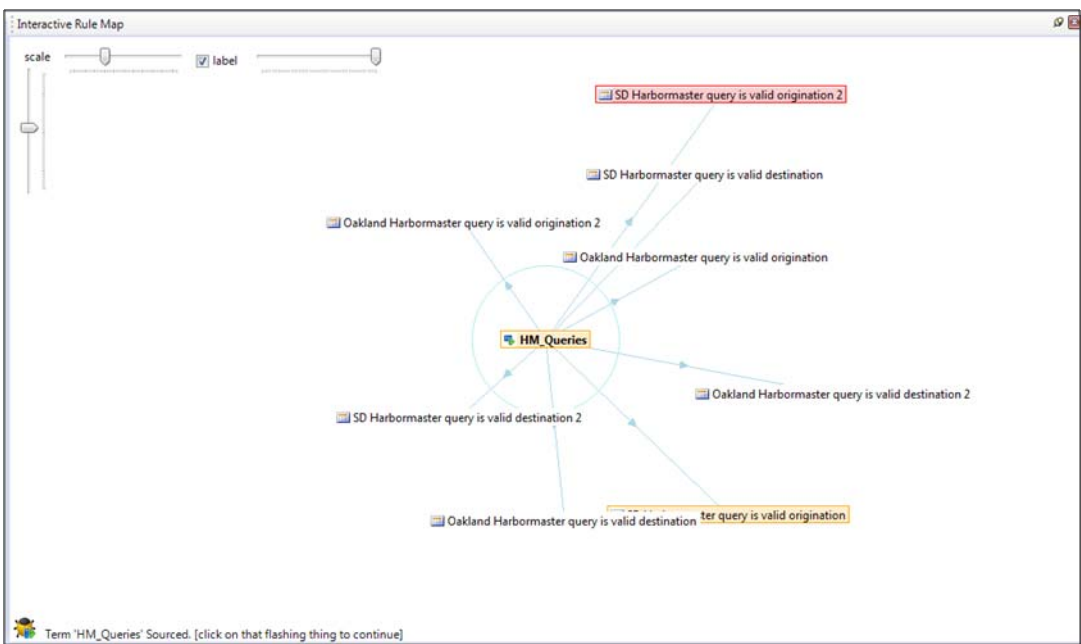 Interactive Rule Map
scale
label
SD Harbormaster query is valid origination 2
SD Harbormaster query is valid destination
Oakland Harbormaster query is valid origination 2
Oakland Harbormaster query is valid origination
HM_Queries
Oakland Harbormaster query is valid destination 2
SD Harbormaster query is valid destination 2
ter query is valid origination
Oakland Harbormaster query is valid destination
Term 'HM_Queries' Sourced. [click on that flashing thing to continue]